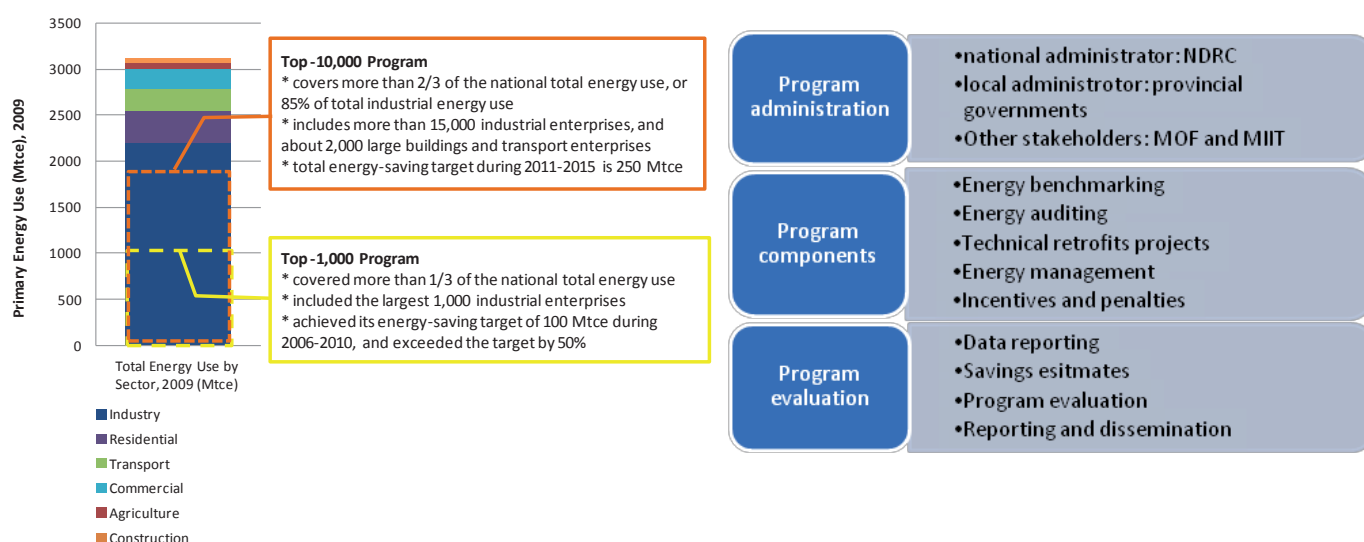 3500
3000
2500
2000
1500
1000
500
0
Primary Energy Use (Mtce), 2009
Total Energy Use by
Sector, 2009 (Mtce)
Industry
Residential
Transport
Commercial
Agriculture
Construction
Top -10,000 Program
* covers more than 2/3 of the national total energy use, or
85% of total industrial energy use
* includes more than 15,000 industrial enterprises, and
about 2,000 large buildings and transport enterprises
* total energy-saving target during 2011-2015 is 250 Mtce
Top -1,000 Program
* covered more than 1/3 of the national total energy use
* included the largest 1,000 industrial enterprises
* achieved its energy-saving target of 100 Mtce during
2006-2010, and exceeded the target by 50%
Program
administration
•national administrator: NDRC
•local administrotor: provincial
governments
•Other stakeholders: MOF and MIIT
Program
components
•Energy benchmarking
•Energy auditing
•Technical retrofits projects
•Energy management
•Incentives and penalties
Program
evaluation
•Data reporting
•Savings esitmates
•Program evaluation
•Reporting and dissemination